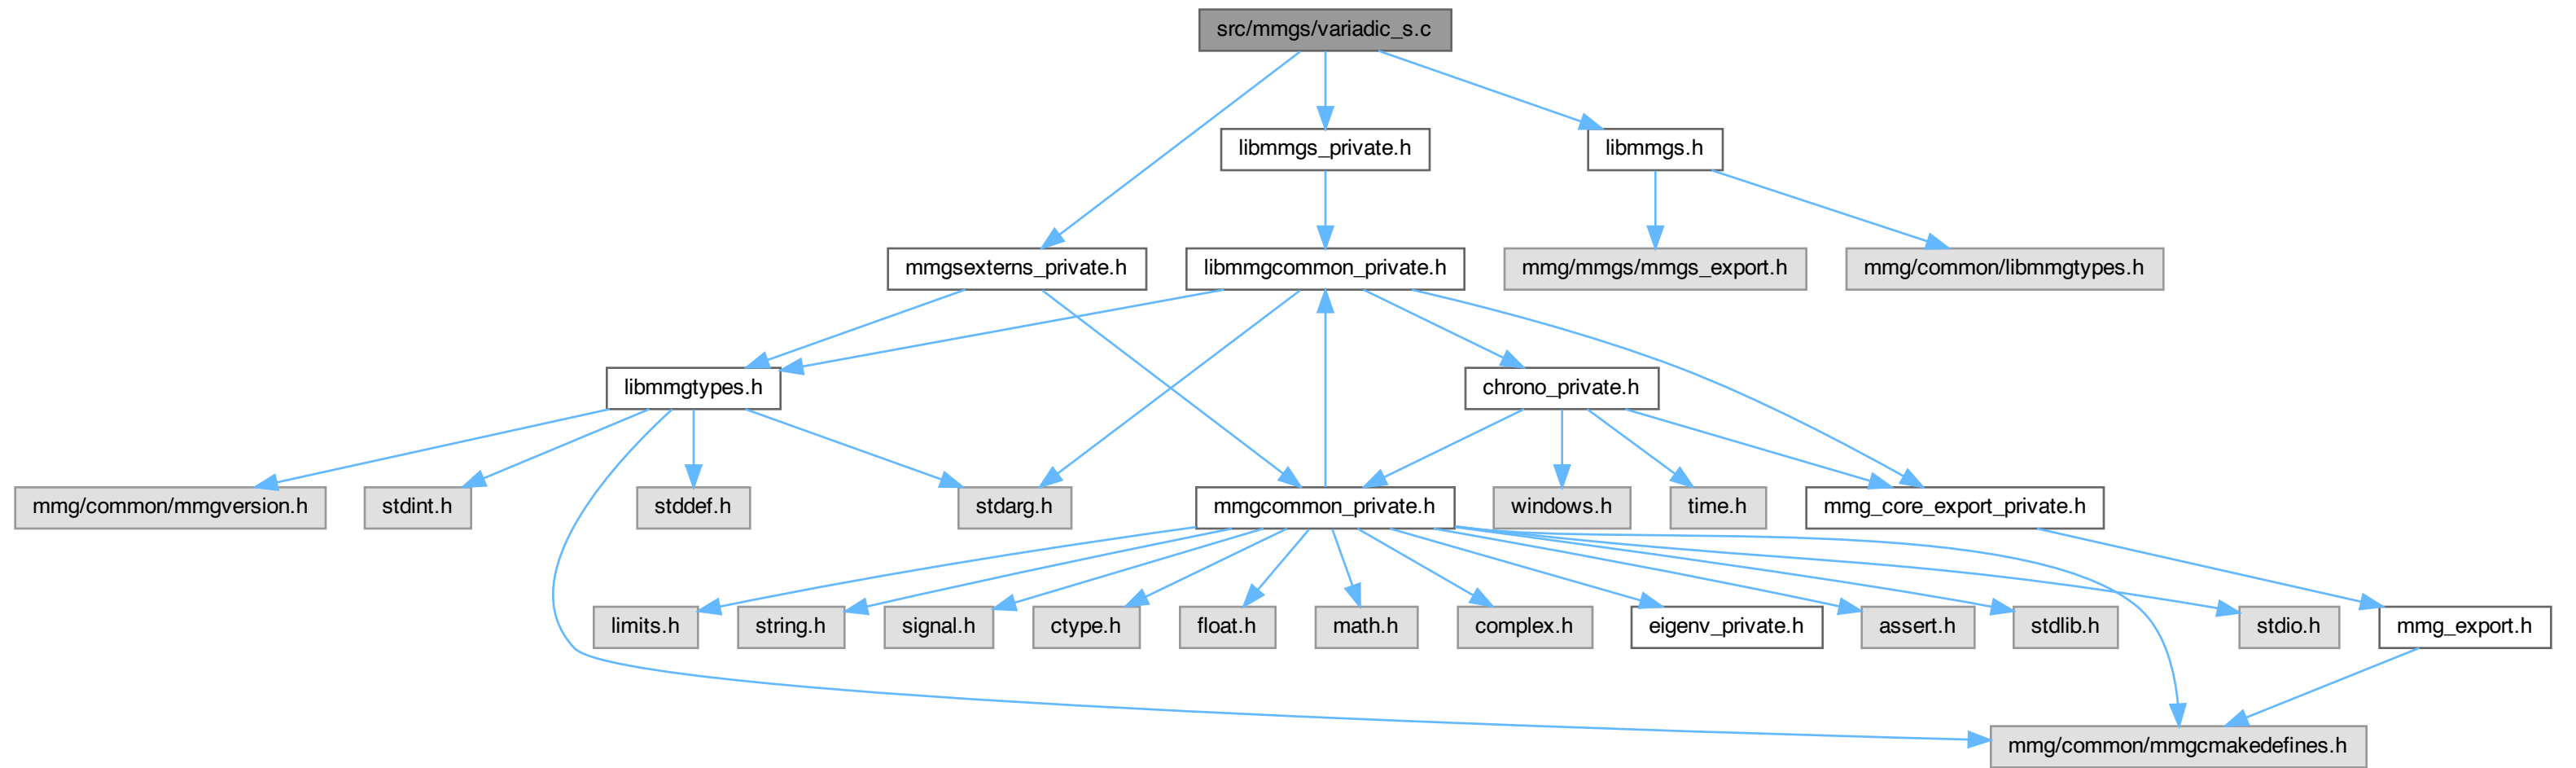 src/mmgs/variadic_s.c
libmmgs_private.h
libmmgs.h
mmgsexterns_private.h
libmmgcommon_private.h
mmg/mmgs/mmgs_export.h
mmg/common/libmmgtypes.h
libmmgtypes.h
chrono_private.h
mmg/common/mmgversion.h
stdint.h
stddef.h
stdarg.h
mmgcommon_private.h
windows.h
time.h
mmg_core_export_private.h
limits.h
string.h
signal.h
ctype.h
float.h
math.h
complex.h
eigenv_private.h
assert.h
stdlib.h
stdio.h
mmg_export.h
mmg/common/mmgcmakedefines.h